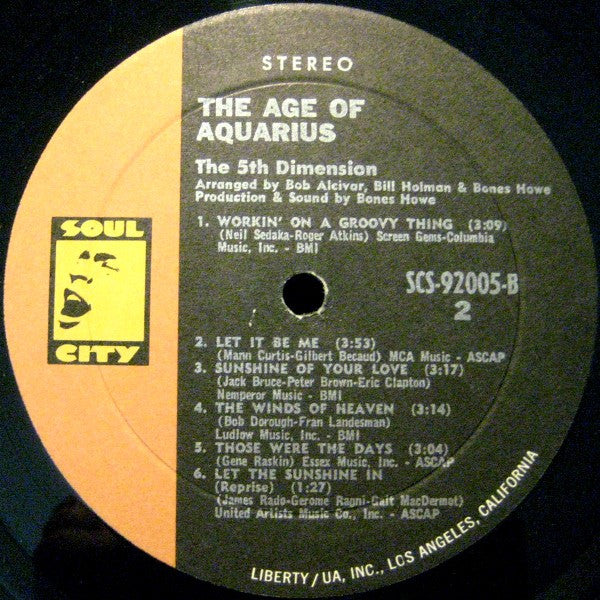 STEREO
THE AGE OF
AQUARIUS
The 5th Dimension
Arranged by Bob Alcivar, Bill Holman & Bones Howe
Production & Sound by Bones Howe
1. WORKIN' ON A GROOVY THING (3:09)
(Neil Sedaka-Roger Atkins) Screen Gems-Columbia
Music, Inc. - BMI
SOUL
CITY
SCS-92005-B
2
2. LET IT BE ME (3:53)
(Mann Curtis-Gilbert Becaud) MCA Music - ASCAP
3. SUNSHINE OF YOUR LOVE (3:17)
(Jack Bruce-Peter Brown-Eric Clapton)
Nemperor Music - BMI
4. THE WINDS OF HEAVEN (3:14)
(Bob Dorough-Fran Landesman)
Ludlow Music, Inc. - BMI
5. THOSE WERE THE DAYS (3:04)
(Gene Raskin) Essex Music, Inc. - ASCAP
6. LET THE SUNSHINE IN
(Reprise) (1:27)
(James Rado-Gerome Ragni-Galt MacDermot)
United Artists Music Co., Inc. - ASCAP
LIBERTY/UA, INC., LOS ANGELES, CALIFORNIA